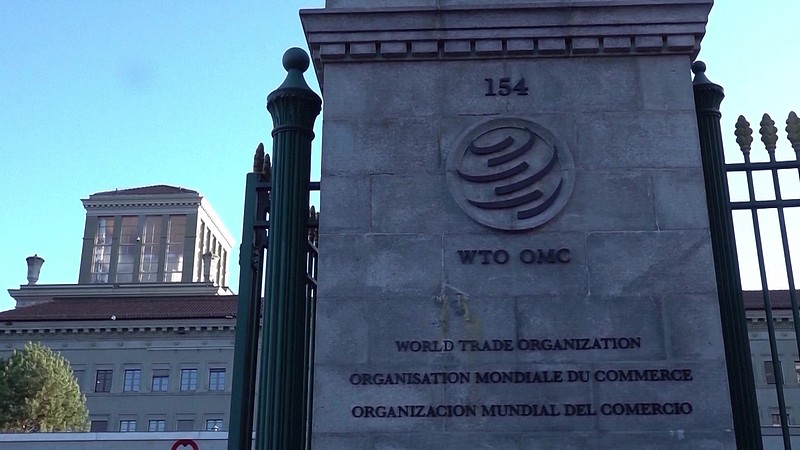 154
WTO OMC
WORLD TRADE ORGANIZATION
ORGANISATION MONDIALE DU COMMERCE
ORGANIZACION MUNDIAL DEL COMERCIO